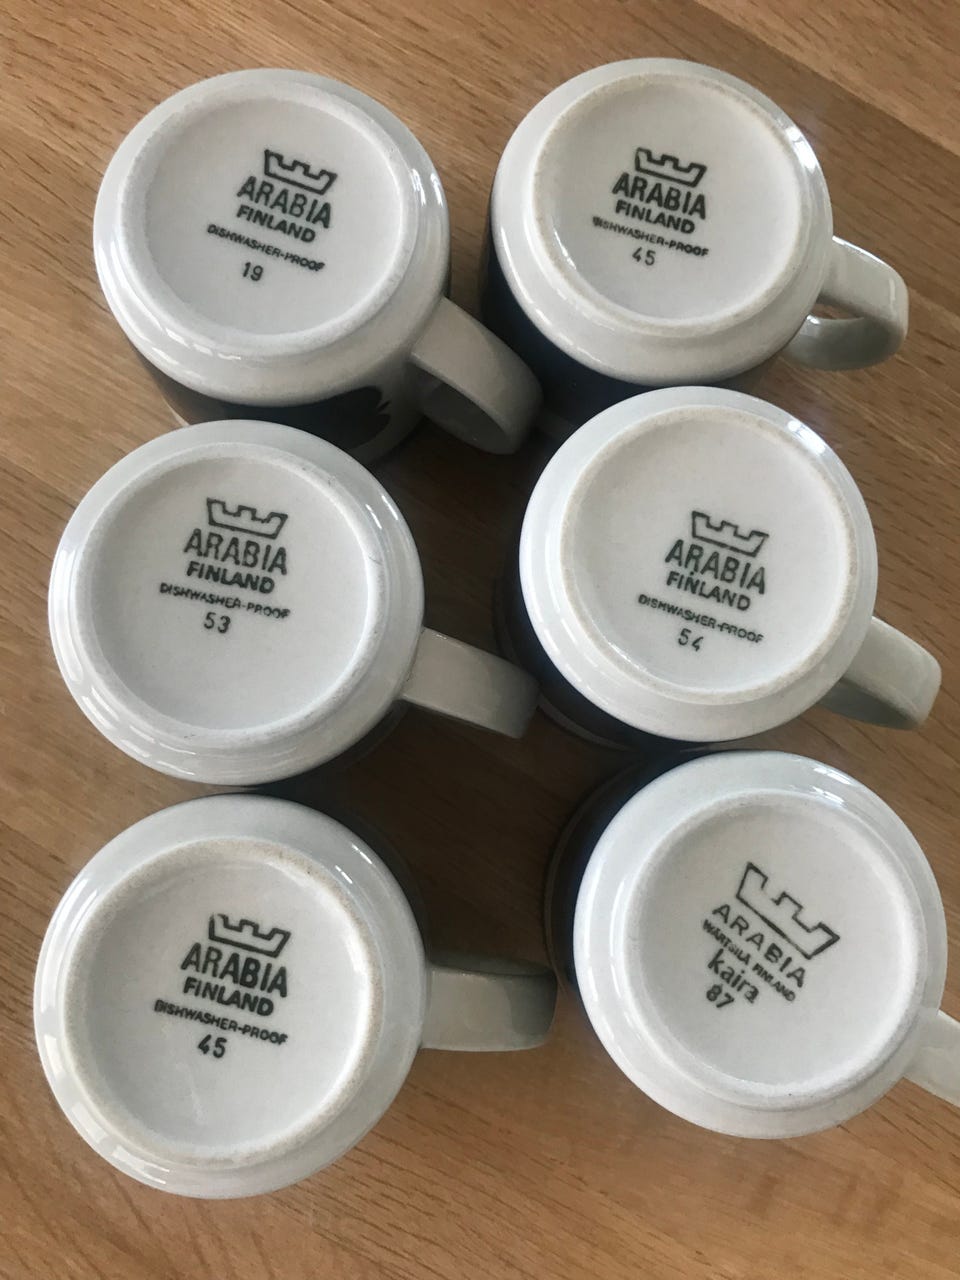 ARABIA
FINLAND
DISHWASHER-PROOF
19
ARABIA
FINLAND
DISHWASHER-PROOF
45
ARABIA
FINLAND
DISHWASHER-PROOF
53
ARABIA
FINLAND
DISHWASHER-PROOF
54
ARABIA
FINLAND
DISHWASHER-PROOF
45
ARABIA
WÄRTSILÄ FINLAND
kaira
87